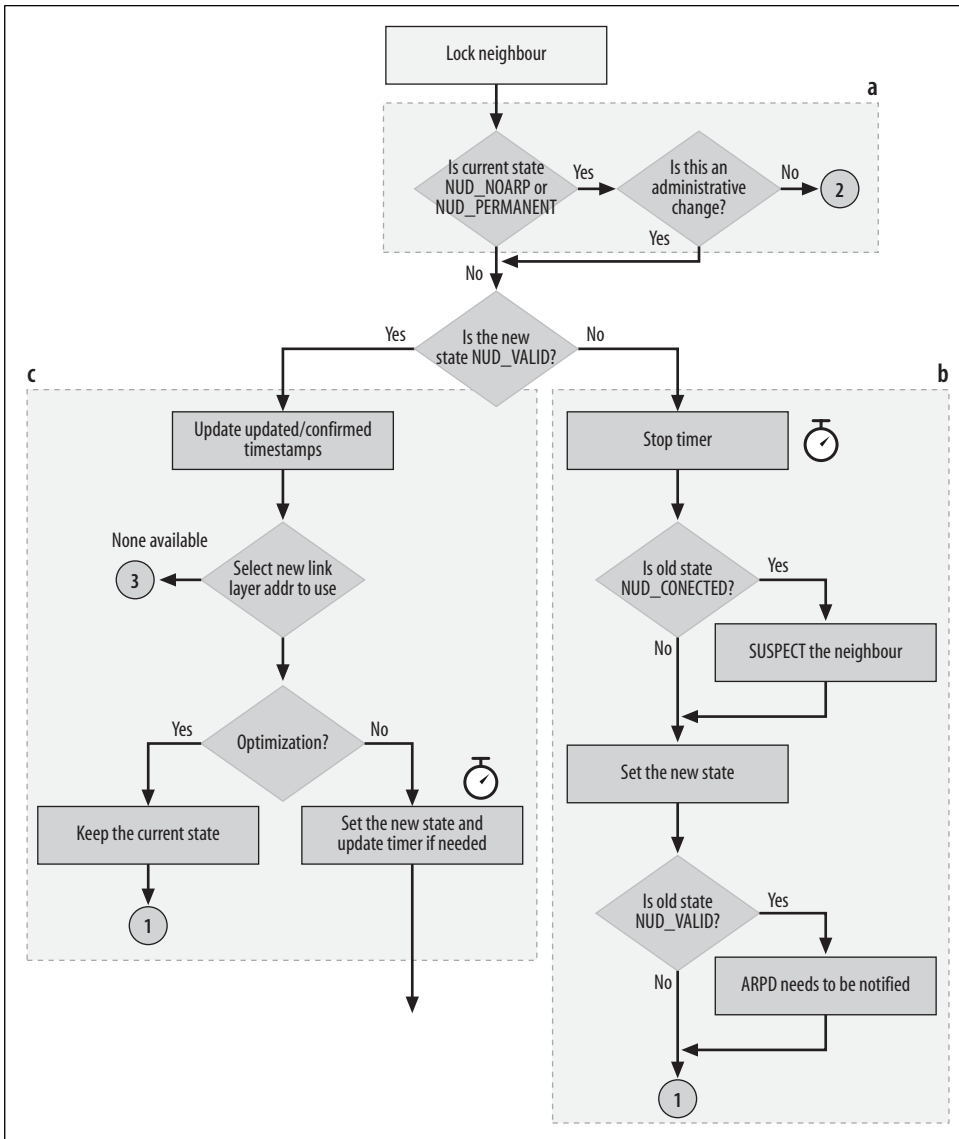 Lock neighbour
a
Is current state
NUD_NOARP or
NUD_PERMANENT
Yes
Is this an
administrative
change?
No
2
Yes
No
Is the new
state NUD_VALID?
Yes
No
c
Update updated/confirmed
timestamps
None available
3
Select new link
layer addr to use
Optimization?
Yes
No
Keep the current state
Set the new state and
update timer if needed
1
b
Stop timer
Is old state
NUD_CONECTED?
Yes
No
SUSPECT the neighbour
Set the new state
Is old state
NUD_VALID?
Yes
No
ARPD needs to be notified
1